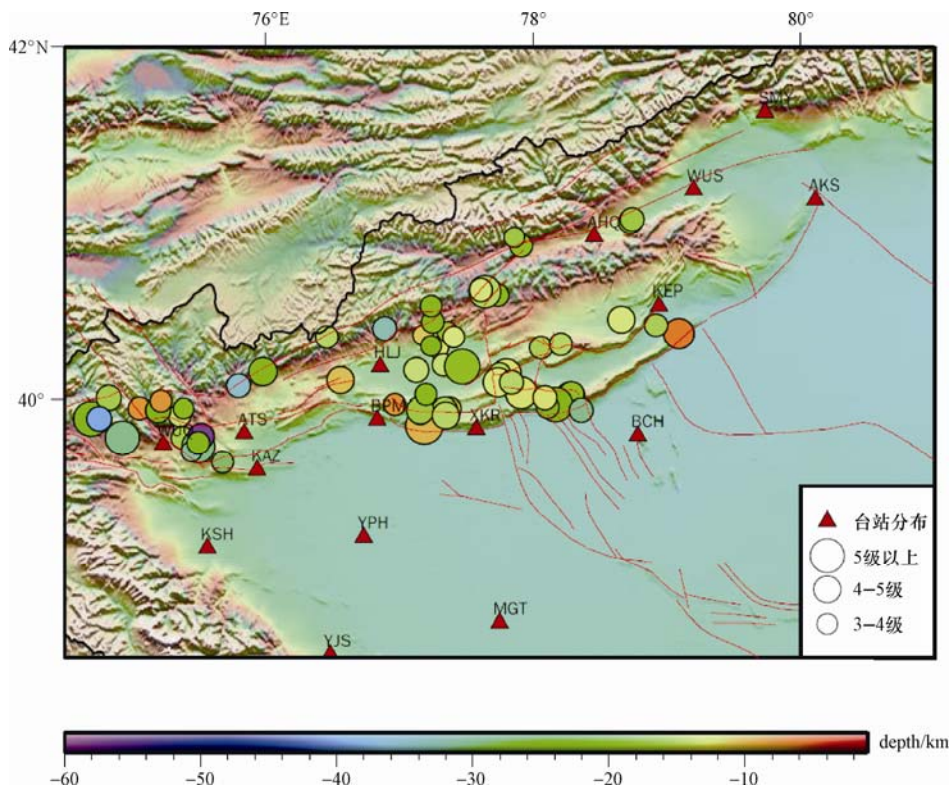 76°E 78° 80°
42°N
WUS
AKS
AHQ
KEP
HLJ
40°
BPM
ATS
XKR
BCH
KAZ
KSH
YPH
MGT
YJS
台站分布
5级以上
4–5级
3–4级
depth/km
−60 −50 −40 −30 −20 −10